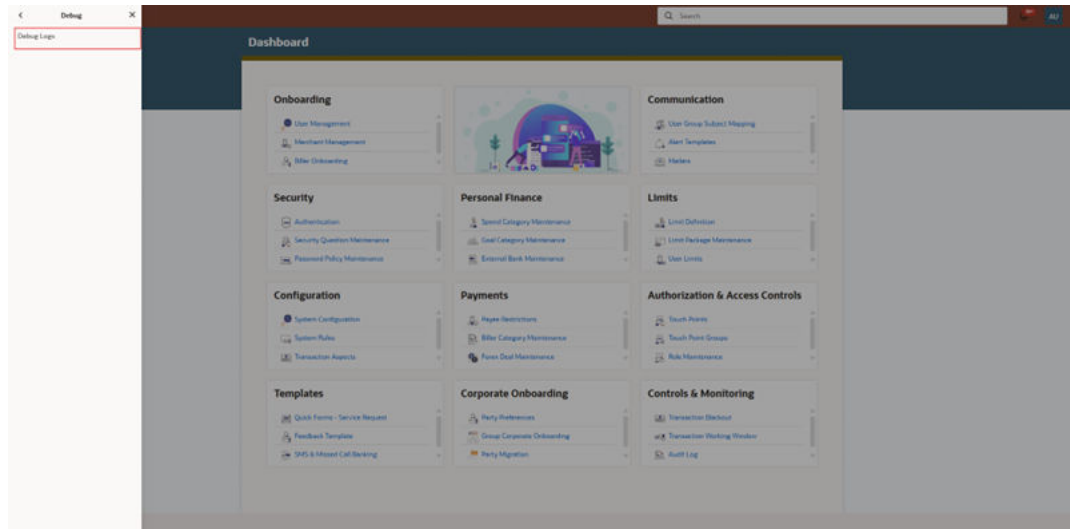 Debug
Debug Logs
Search
AU
Dashboard
Onboarding
User Management
Merchant Management
Biller Onboarding
Communication
User Group Subject Mapping
Alert Templates
Mailers
Security
Authentication
Security Question Maintenance
Password Policy Maintenance
Personal Finance
Spend Category Maintenance
Goal Category Maintenance
External Bank Maintenance
Limits
Limit Definition
Limit Package Maintenance
User Limits
Configuration
System Configuration
System Rules
Transaction Aspects
Payments
Payee Restrictions
Biller Category Maintenance
Forex Deal Maintenance
Authorization & Access Controls
Touch Points
Touch Point Groups
Role Maintenance
Templates
Quick Forms - Service Request
Feedback Template
SMS & Missed Call Banking
Corporate Onboarding
Party Preferences
Group Corporate Onboarding
Party Migration
Controls & Monitoring
Transaction Blackout
Transaction Working Window
Audit Log